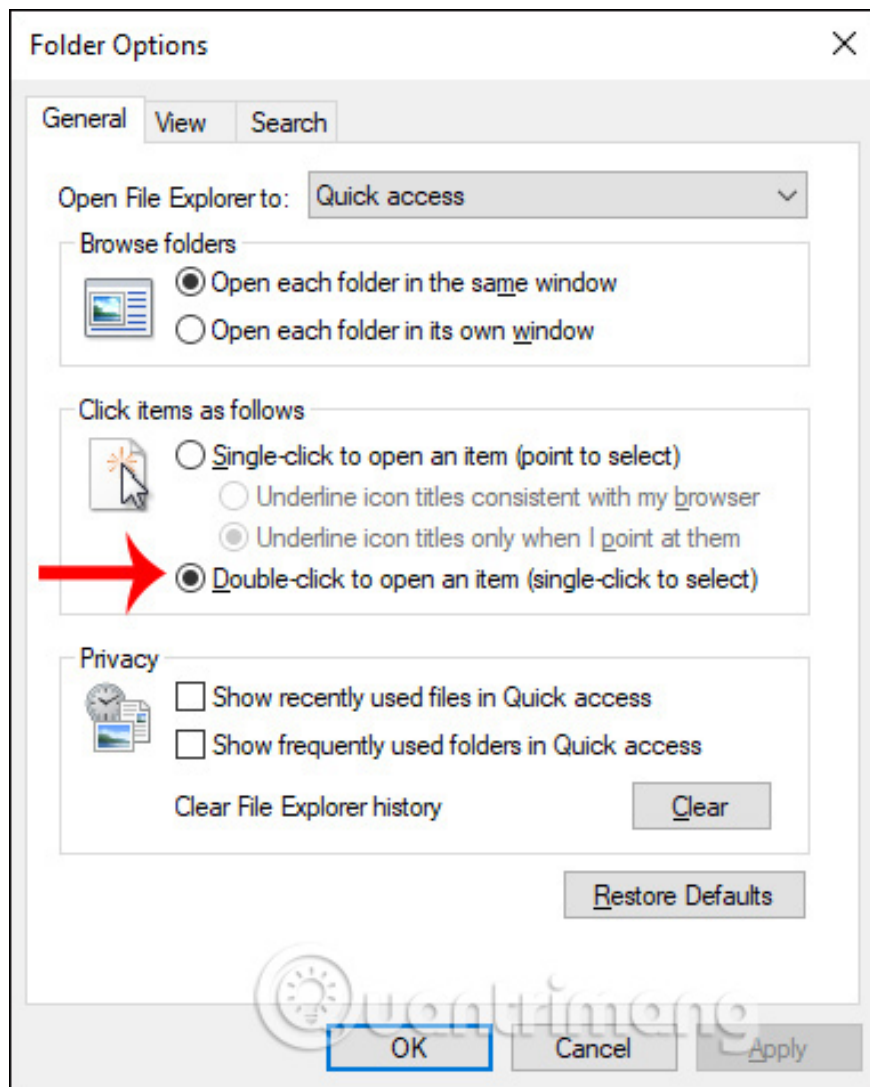 Folder Options
General View Search
Open File Explorer to: Quick access
Browse folders
Open each folder in the same window
Open each folder in its own window
Click items as follows
Single-click to open an item (point to select)
Underline icon titles consistent with my browser
Underline icon titles only when I point at them
Double-click to open an item (single-click to select)
Privacy
Show recently used files in Quick access
Show frequently used folders in Quick access
Clear File Explorer history Clear
Restore Defaults
Quantrimang
OK Cancel Apply